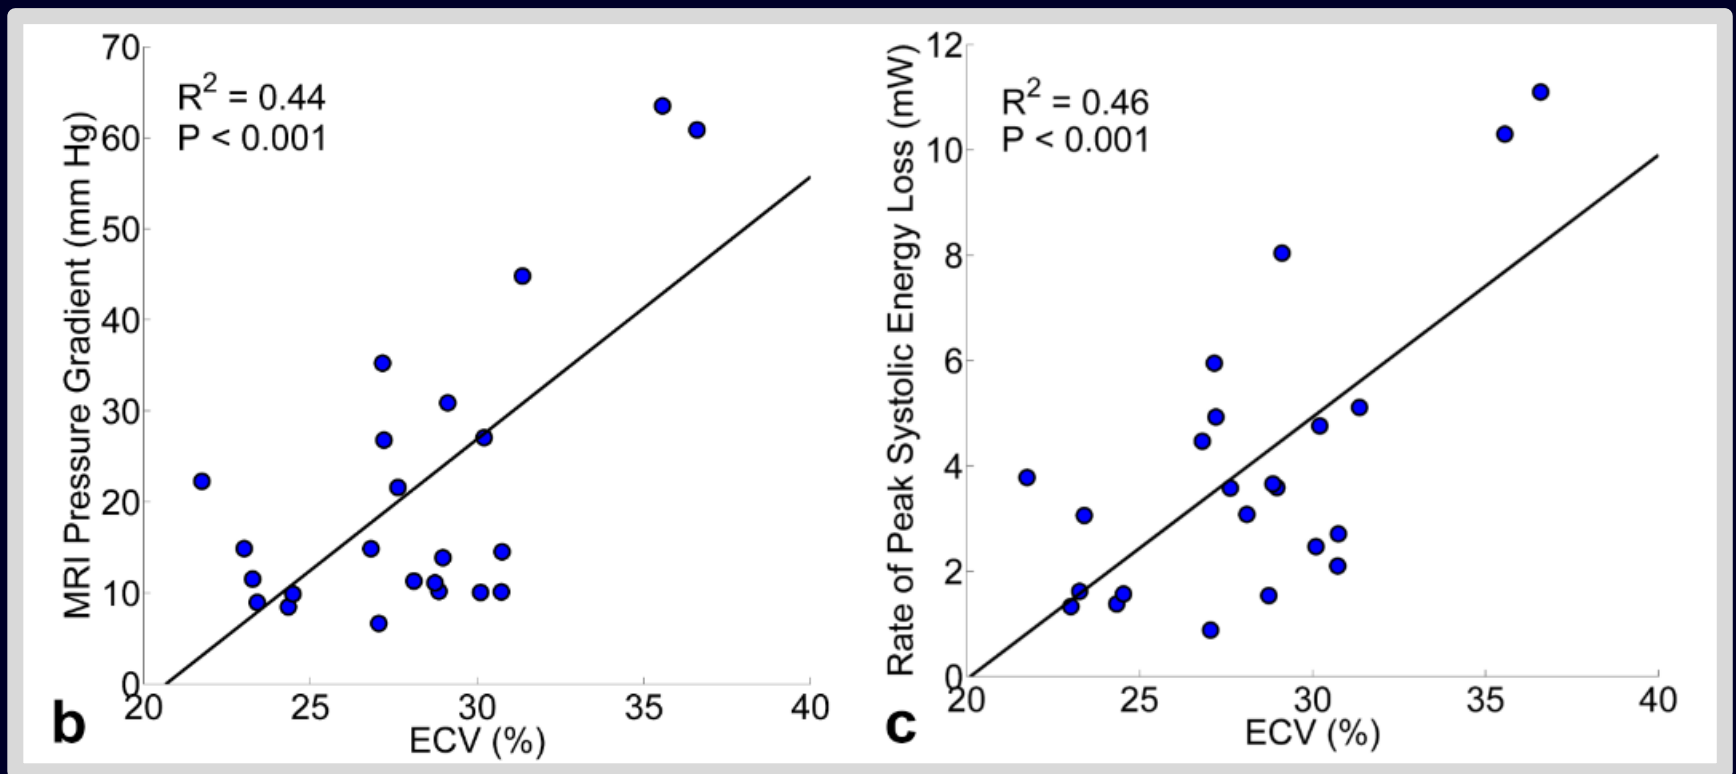 MRI Pressure Gradient (mm Hg)
70
60
50
40
30
20
10
0
R² = 0.44
P < 0.001
20 25 30 35 40
ECV (%)
b
Rate of Peak Systolic Energy Loss (mW)
12
10
8
6
4
2
0
R² = 0.46
P < 0.001
20 25 30 35 40
ECV (%)
c